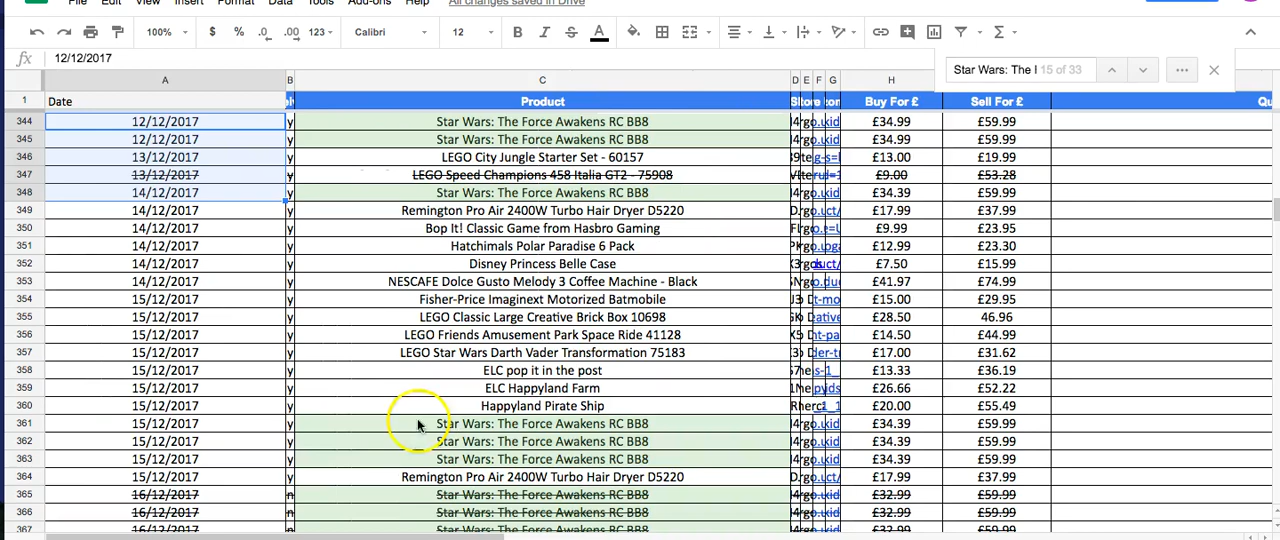 File Edit View Insert Format Data Tools Add-ons Help All changes saved in Drive
100% $ % .0 .00 123 Calibri 12 B I S A Σ
fx 12/12/2017
Star Wars: The I 15 of 33
A B C D E F G H I
1 Date Product Store Buy For £ Sell For £ Qu
344 12/12/2017 y Star Wars: The Force Awakens RC BB8 £34.99 £59.99
345 12/12/2017 y Star Wars: The Force Awakens RC BB8 £34.99 £59.99
346 13/12/2017 y LEGO City Jungle Starter Set - 60157 £13.00 £19.99
347 13/12/2017 y LEGO Speed Champions 458 Italia GT2 - 75908 £9.00 £53.28
348 14/12/2017 y Star Wars: The Force Awakens RC BB8 £34.39 £59.99
349 14/12/2017 y Remington Pro Air 2400W Turbo Hair Dryer D5220 £17.99 £37.99
350 14/12/2017 y Bop It! Classic Game from Hasbro Gaming £9.99 £23.95
351 14/12/2017 y Hatchimals Polar Paradise 6 Pack £12.99 £23.30
352 14/12/2017 y Disney Princess Belle Case £7.50 £15.99
353 14/12/2017 y NESCAFE Dolce Gusto Melody 3 Coffee Machine - Black £41.97 £74.99
354 15/12/2017 y Fisher-Price Imaginext Motorized Batmobile £15.00 £29.95
355 15/12/2017 y LEGO Classic Large Creative Brick Box 10698 £28.50 46.96
356 15/12/2017 y LEGO Friends Amusement Park Space Ride 41128 £14.50 £44.99
357 15/12/2017 y LEGO Star Wars Darth Vader Transformation 75183 £17.00 £31.62
358 15/12/2017 y ELC pop it in the post £13.33 £36.19
359 15/12/2017 y ELC Happyland Farm £26.66 £52.22
360 15/12/2017 y Happyland Pirate Ship £20.00 £55.49
361 15/12/2017 y Star Wars: The Force Awakens RC BB8 £34.39 £59.99
362 15/12/2017 y Star Wars: The Force Awakens RC BB8 £34.39 £59.99
363 15/12/2017 y Star Wars: The Force Awakens RC BB8 £34.39 £59.99
364 15/12/2017 y Remington Pro Air 2400W Turbo Hair Dryer D5220 £17.99 £37.99
365 16/12/2017 n Star Wars: The Force Awakens RC BB8 £32.99 £59.99
366 16/12/2017 n Star Wars: The Force Awakens RC BB8 £32.99 £59.99
367 16/12/2017 n Star Wars: The Force Awakens RC BB8 £32.99 £59.99